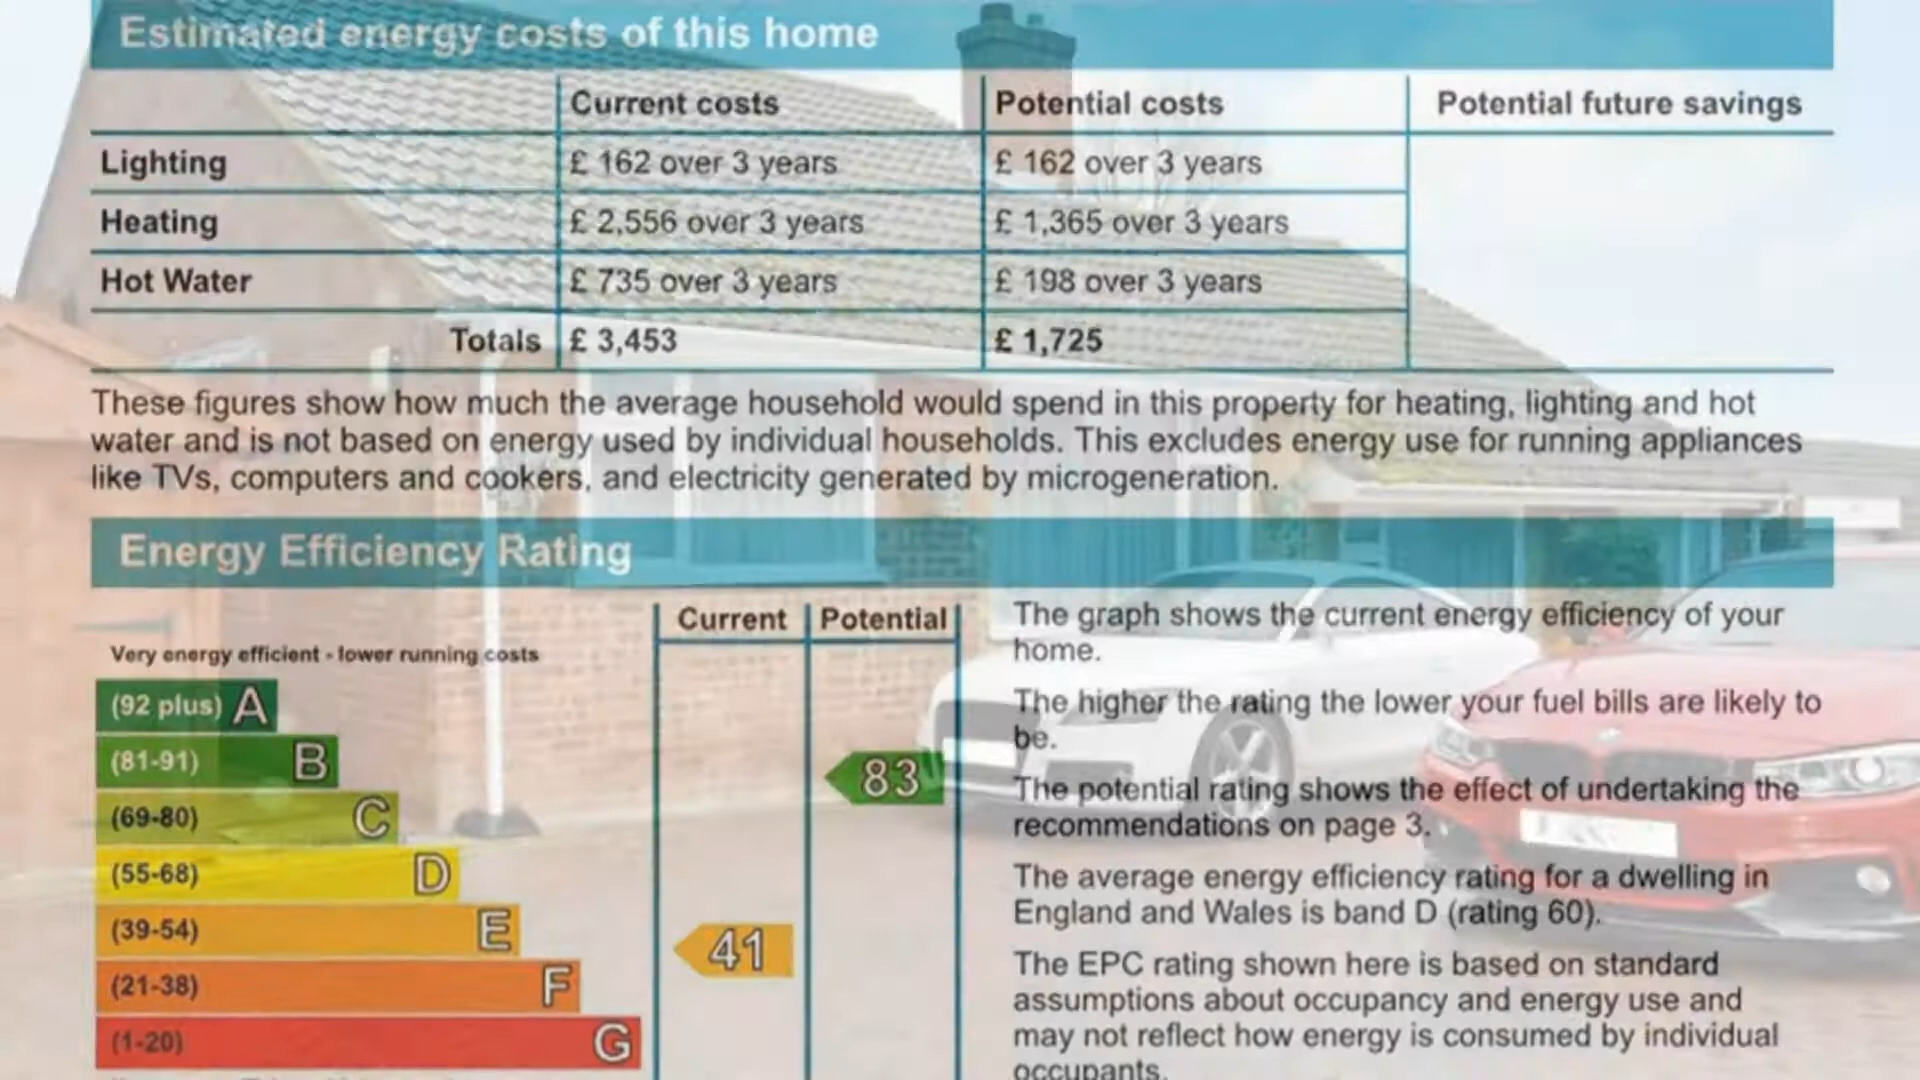 Estimated energy costs of this home
Current costs Potential costs Potential future savings
Lighting £ 162 over 3 years £ 162 over 3 years
Heating £ 2,556 over 3 years £ 1,365 over 3 years
Hot Water £ 735 over 3 years £ 198 over 3 years
Totals £ 3,453 £ 1,725
These figures show how much the average household would spend in this property for heating, lighting and hot
water and is not based on energy used by individual households. This excludes energy use for running appliances
like TVs, computers and cookers, and electricity generated by microgeneration.
Energy Efficiency Rating
Current Potential
Very energy efficient - lower running costs
(92 plus) A
(81-91) B
83
(69-80) C
(55-68) D
(39-54) E
41
(21-38) F
(1-20) G
The graph shows the current energy efficiency of your
home.
The higher the rating the lower your fuel bills are likely to
be.
The potential rating shows the effect of undertaking the
recommendations on page 3.
The average energy efficiency rating for a dwelling in
England and Wales is band D (rating 60).
The EPC rating shown here is based on standard
assumptions about occupancy and energy use and
may not reflect how energy is consumed by individual
occupants.